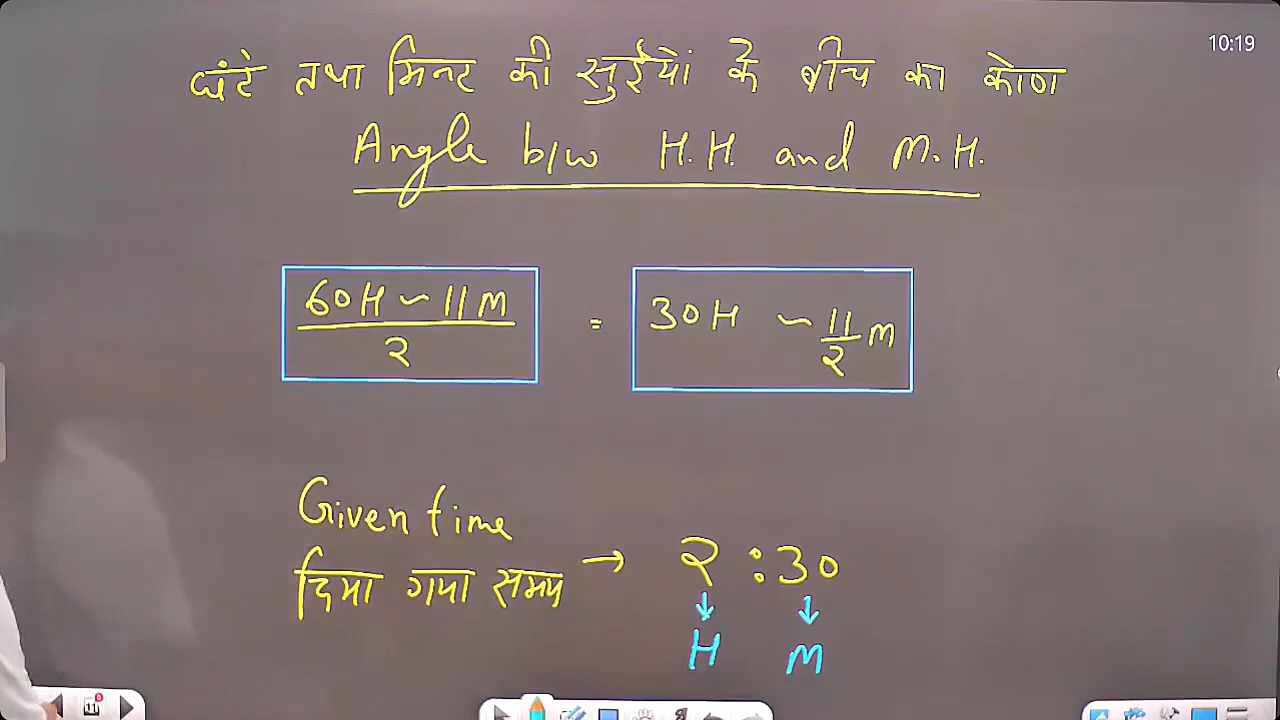 10:19
घंटे तथा मिनट की सुईयों के बीच का कोण
Angle b/w H.H. and M.H.
60H ~ 11M
2
= 30H ~ 11/2 M
Given time
दिया गया समय → 2 : 30
↓ ↓
H M
11